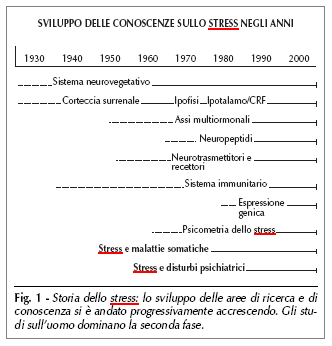 SVILUPPO DELLE CONOSCENZE SULLO STRESS NEGLI ANNI
1930 1940 1950 1960 1970 1980 1990 2000
Sistema neurovegetativo
Corteccia surrenale Ipofisi Ipotalamo/CRF
Assi multiormonali
Neuropeptidi
Neurotrasmettitori e
recettori
Sistema immunitario
Espressione
genica
Psicometria dello stress
Stress e malattie somatiche
Stress e disturbi psichiatrici
Fig. 1 - Storia dello stress: lo sviluppo delle aree di ricerca e di
conoscenza si è andato progressivamente accrescendo. Gli stu-
di sull'uomo dominano la seconda fase.